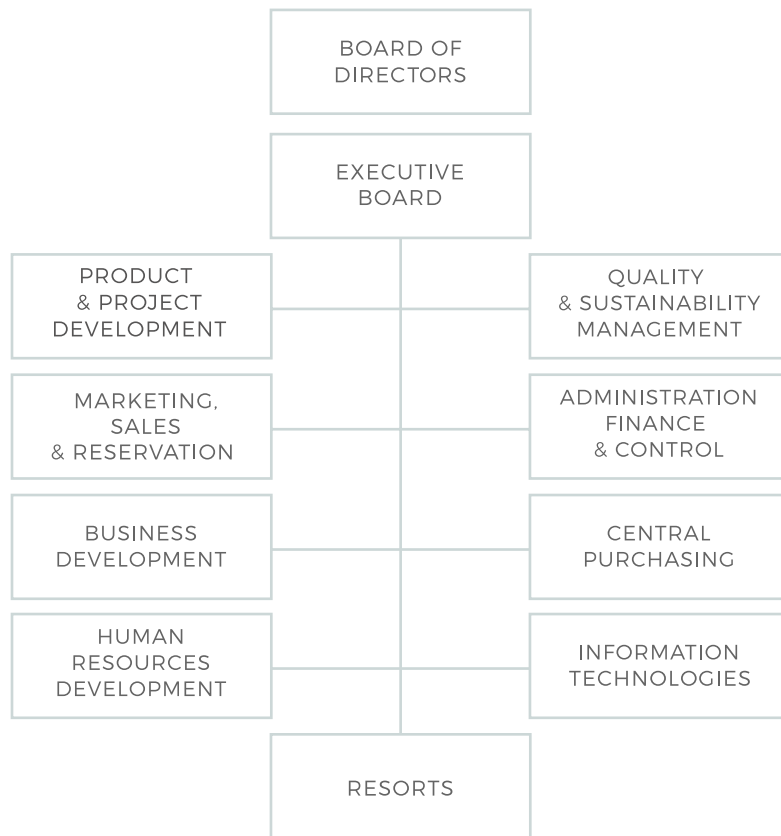 BOARD OF
DIRECTORS
EXECUTIVE
BOARD
PRODUCT
& PROJECT
DEVELOPMENT
QUALITY
& SUSTAINABILITY
MANAGEMENT
MARKETING,
SALES
& RESERVATION
ADMINISTRATION
FINANCE
& CONTROL
BUSINESS
DEVELOPMENT
CENTRAL
PURCHASING
HUMAN
RESOURCES
DEVELOPMENT
INFORMATION
TECHNOLOGIES
RESORTS